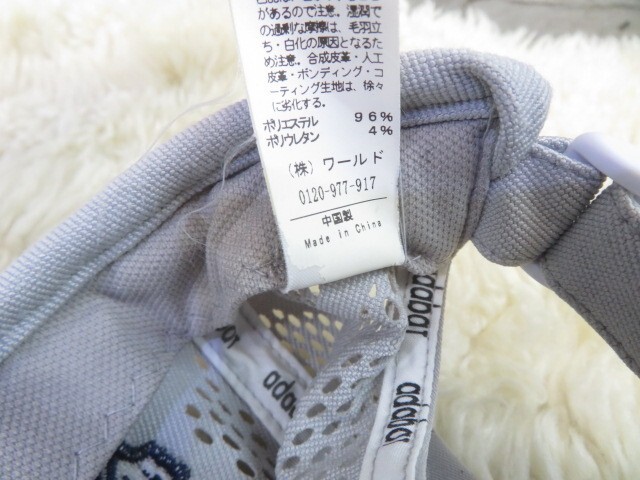 があるので注意。湿潤で
の過剰な摩擦は、毛羽立
ち・白化の原因となるた
め注意。合成皮革・人工
皮革・ボンディング・コ
ーティング生地は、徐々
に劣化する。
ポリエステル 96%
ポリウレタン 4%
(株) ワールド
0120-977-917
中国製
Made in China
adabat
adabat
adaba